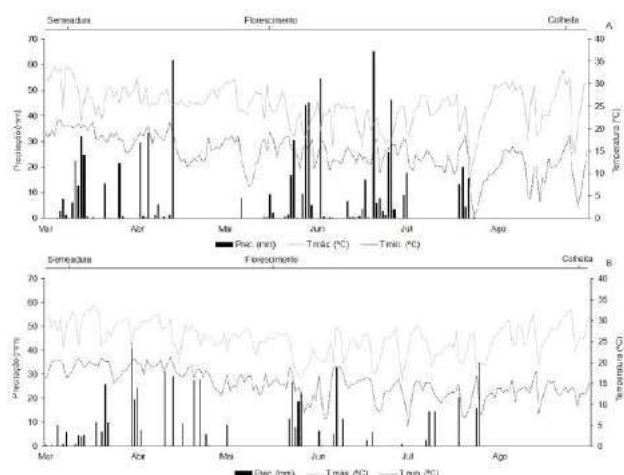 Semeadura Florescimento Colheita A
70 40
60 35
50 30
40 25
30 20
20 15
10 10
0 5
0
Precipitação (mm)
Temperatura (°C)
Mar Abr Mai Jun Jul Ago
Prec. (mm) T máx. (°C) T min. (°C)
Semeadura Florescimento Colheita B
70 40
60 35
50 30
40 25
30 20
20 15
10 10
0 5
0
Precipitação (mm)
Temperatura (°C)
Mar Abr Mai Jun Jul Ago
Prec. (mm) T máx. (°C) T min. (°C)